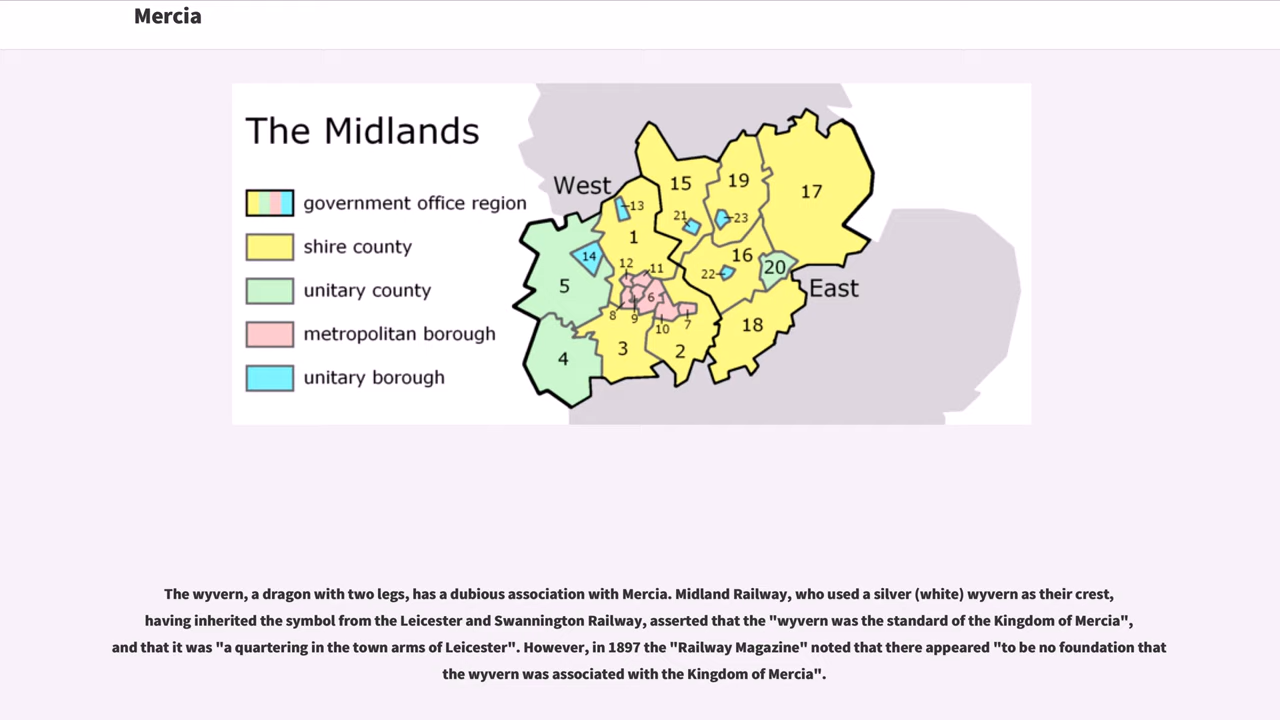 Mercia
The Midlands
government office region
shire county
unitary county
metropolitan borough
unitary borough
West
East
15
19
17
13
21
23
1
16
14
12
11
22
20
5
6
8
9
10
7
18
3
2
4
The wyvern, a dragon with two legs, has a dubious association with Mercia. Midland Railway, who used a silver (white) wyvern as their crest,
having inherited the symbol from the Leicester and Swannington Railway, asserted that the "wyvern was the standard of the Kingdom of Mercia",
and that it was "a quartering in the town arms of Leicester". However, in 1897 the "Railway Magazine" noted that there appeared "to be no foundation that
the wyvern was associated with the Kingdom of Mercia".